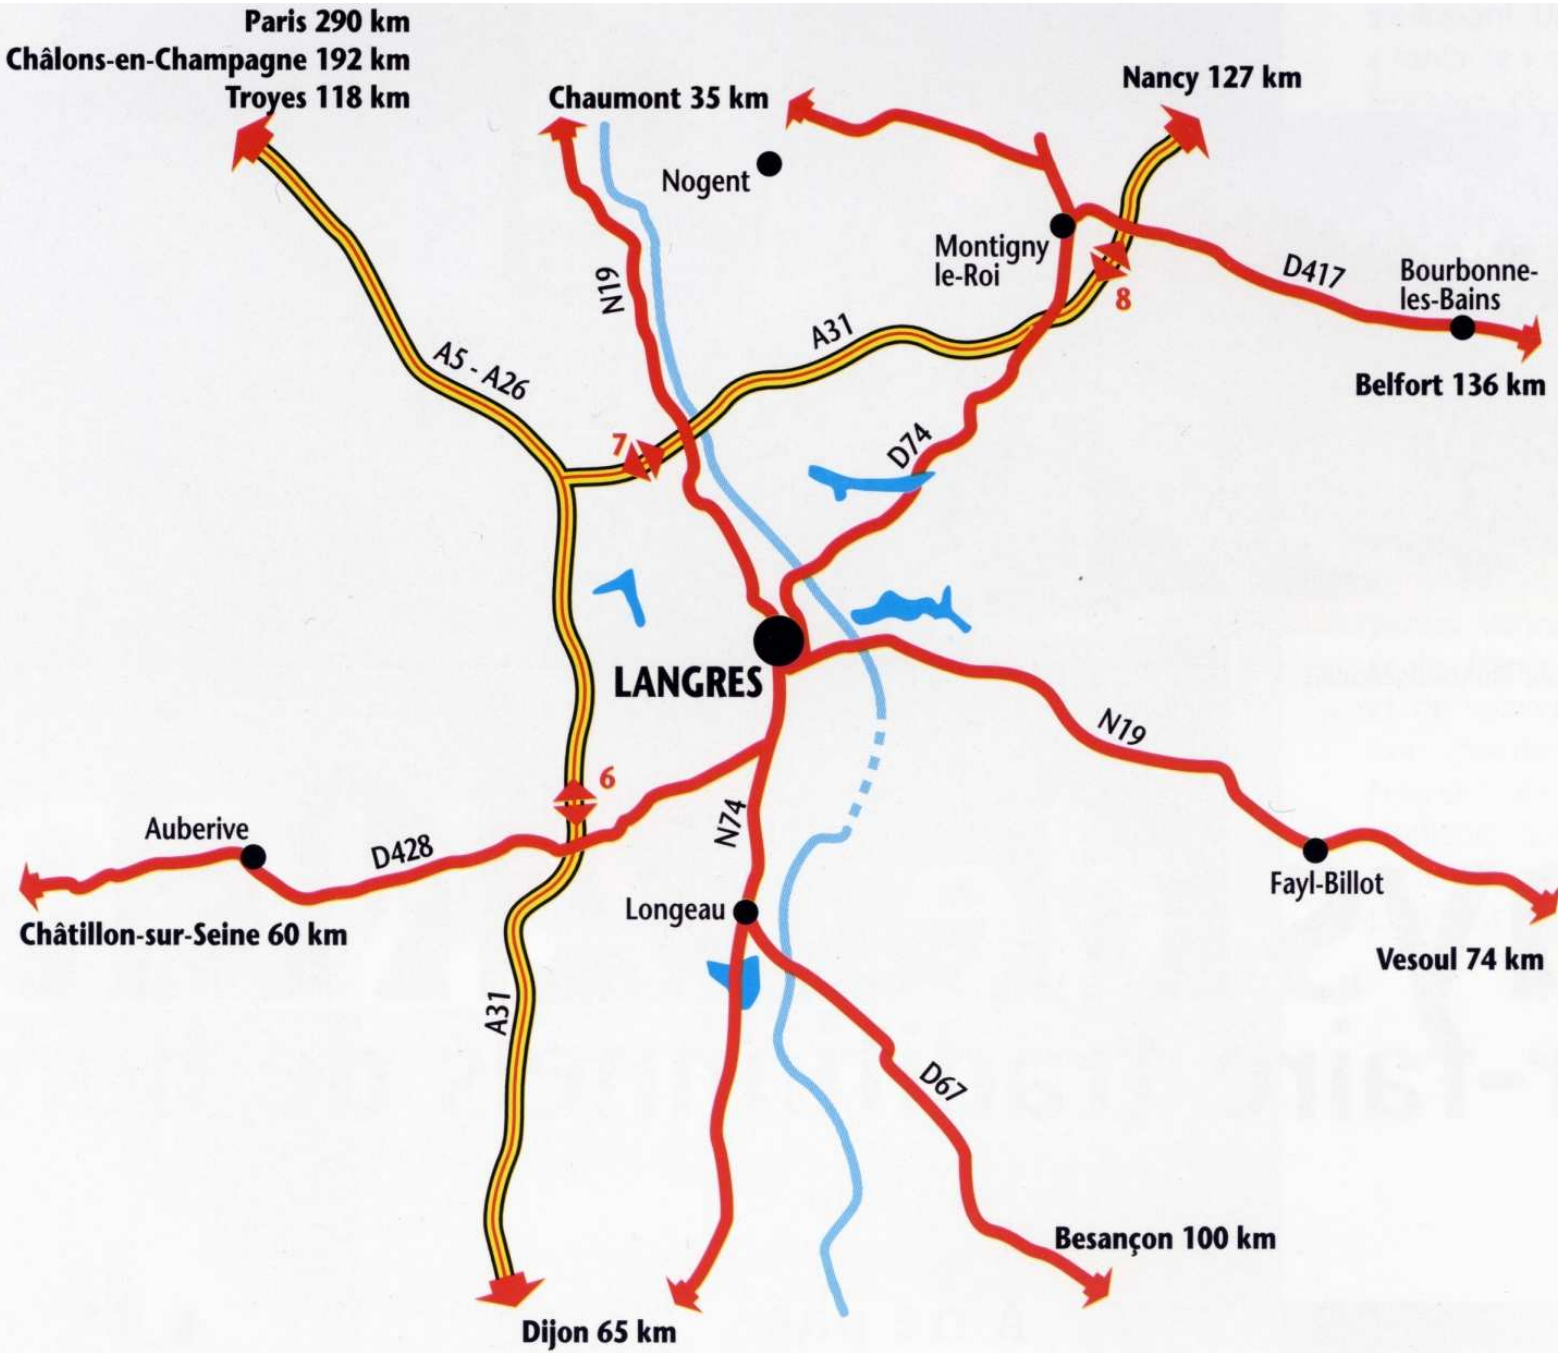 Paris 290 km
Châlons-en-Champagne 192 km
Troyes 118 km
Chaumont 35 km
Nancy 127 km
Nogent
Montigny
le-Roi
N19
D417
Bourbonne-
les-Bains
8
A31
A5 - A26
Belfort 136 km
7
D74
LANGRES
N19
6
Auberive
D428
N74
Fayl-Billot
Longeau
Châtillon-sur-Seine 60 km
Vesoul 74 km
A31
D67
Besançon 100 km
Dijon 65 km